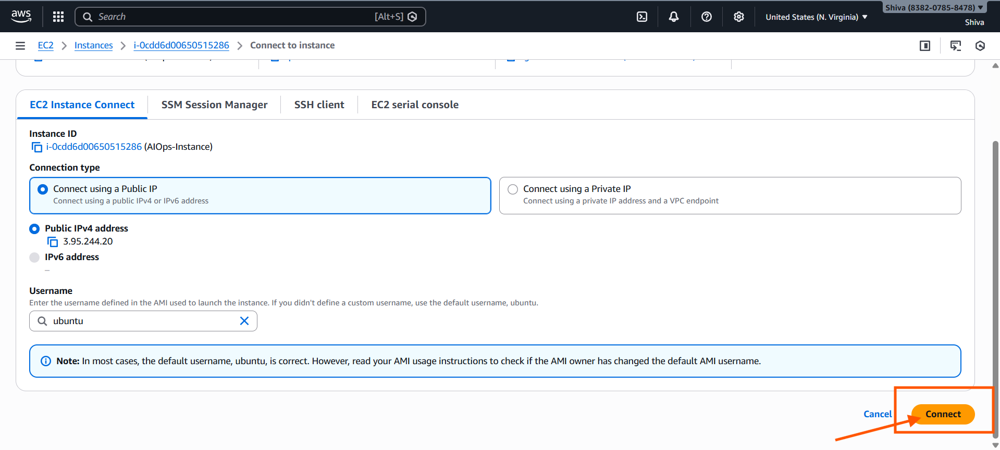 aws
Search
[Alt+S]
United States (N. Virginia)
Shiva (8382-0785-8478)
Shiva
EC2
Instances
i-0cdd6d00650515286
Connect to instance
EC2 Instance Connect
SSM Session Manager
SSH client
EC2 serial console
Instance ID
i-0cdd6d00650515286 (AIOps-Instance)
Connection type
Connect using a Public IP
Connect using a public IPv4 or IPv6 address
Connect using a Private IP
Connect using a private IP address and a VPC endpoint
Public IPv4 address
3.95.244.20
IPv6 address
–
Username
Enter the username defined in the AMI used to launch the instance. If you didn't define a custom username, use the default username, ubuntu.
ubuntu
Note: In most cases, the default username, ubuntu, is correct. However, read your AMI usage instructions to check if the AMI owner has changed the default AMI username.
Cancel
Connect